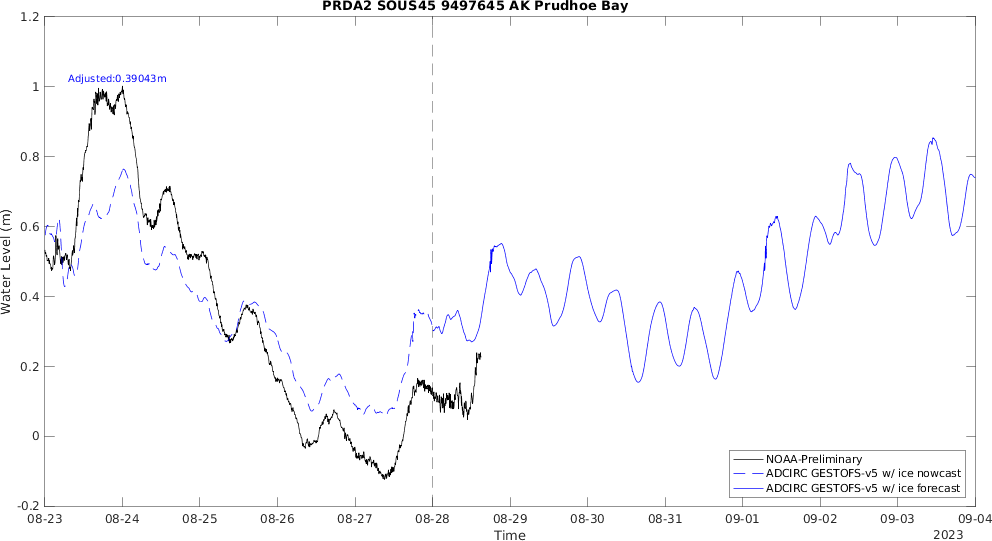 PRDA2 SOUS45 9497645 AK Prudhoe Bay
Adjusted:0.39043m
Water Level (m)
1.2
1
0.8
0.6
0.4
0.2
0
-0.2
NOAA-Preliminary
ADCIRC GESTOFS-v5 w/ ice nowcast
ADCIRC GESTOFS-v5 w/ ice forecast
08-23 08-24 08-25 08-26 08-27 08-28 08-29 08-30 08-31 09-01 09-02 09-03 09-04
Time
2023